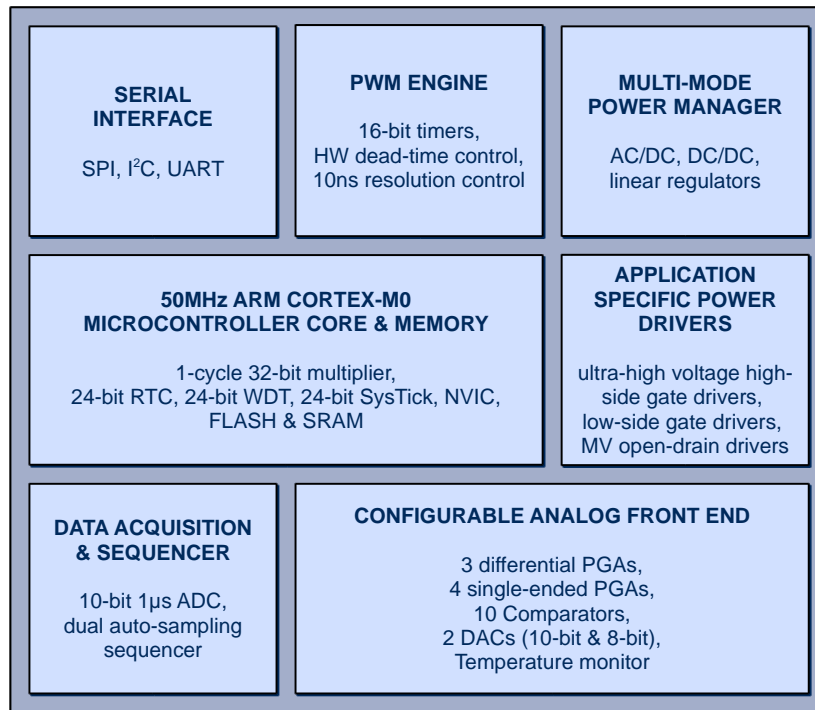 SERIAL
INTERFACE
SPI, I²C, UART
PWM ENGINE
16-bit timers,
HW dead-time control,
10ns resolution control
MULTI-MODE
POWER MANAGER
AC/DC, DC/DC,
linear regulators
50MHz ARM CORTEX-M0
MICROCONTROLLER CORE & MEMORY
1-cycle 32-bit multiplier,
24-bit RTC, 24-bit WDT, 24-bit SysTick, NVIC,
FLASH & SRAM
APPLICATION
SPECIFIC POWER
DRIVERS
ultra-high voltage high-
side gate drivers,
low-side gate drivers,
MV open-drain drivers
DATA ACQUISITION
& SEQUENCER
10-bit 1μs ADC,
dual auto-sampling
sequencer
CONFIGURABLE ANALOG FRONT END
3 differential PGAs,
4 single-ended PGAs,
10 Comparators,
2 DACs (10-bit & 8-bit),
Temperature monitor